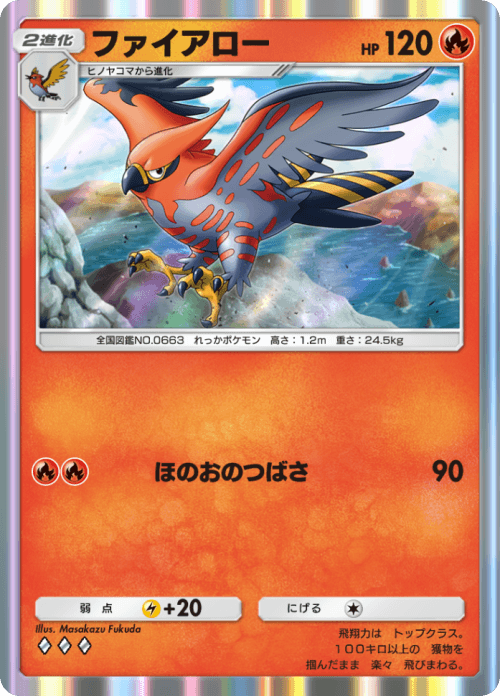 2進化
ファイアロー
HP 120
ヒノヤコマから進化
全国図鑑NO.0663 れっかポケモン 高さ:1.2m 重さ:24.5kg
ほのおのつばさ 90
弱点 +20
にげる
Illus. Masakazu Fukuda
飛翔力は トップクラス。
100キロ以上の 獲物を
掴んだまま 楽々 飛びまわる。